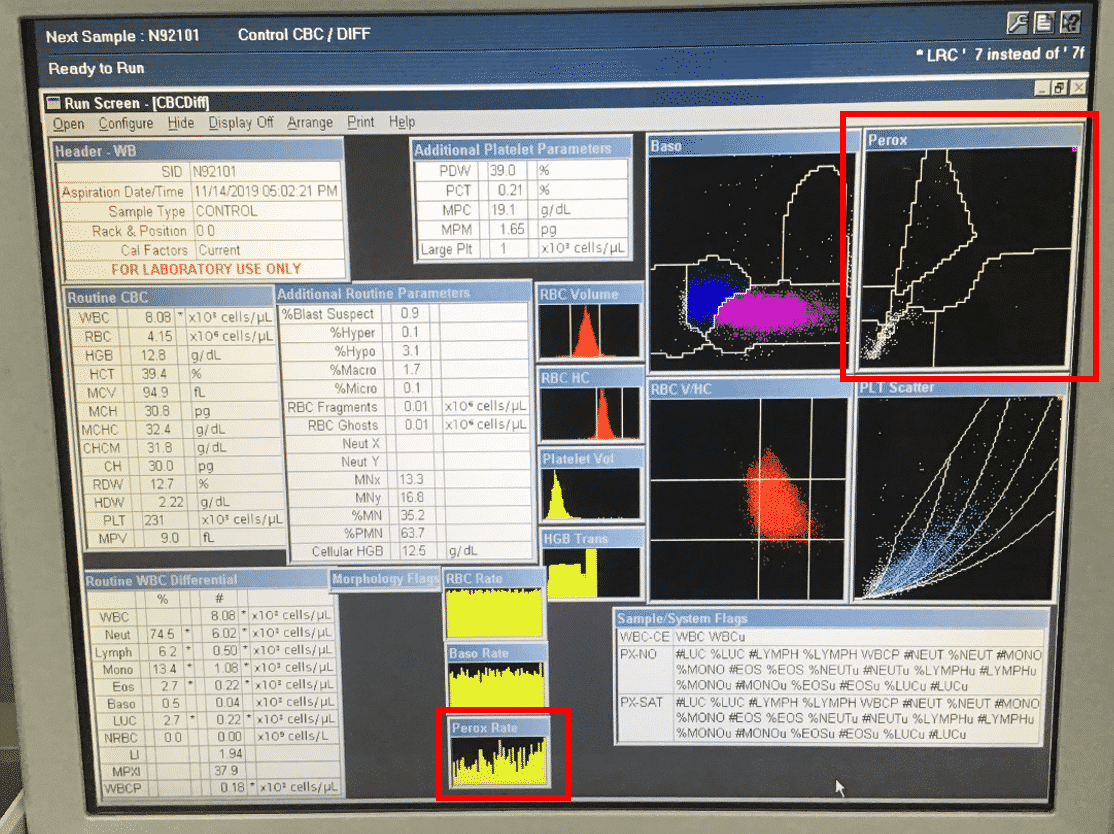 Next Sample : N92101 Control CBC / DIFF
Ready to Run * LRC ' 7 instead of ' 7f
Run Screen - [CBCDiff]
Open Configure Hide Display Off Arrange Print Help
Header - WB
SID N92101
Aspiration Date/Time 11/14/2019 05:02:21 PM
Sample Type CONTROL
Rack & Position 0 0
Cal Factors Current
FOR LABORATORY USE ONLY
Additional Platelet Parameters
PDW 39.0 %
PCT 0.21 %
MPC 19.1 g/dL
MPM 1.65 pg
Large Plt 1 x10³ cells/µL
Baso
Perox
Routine CBC
WBC 8.08 * x10³ cells/µL
RBC 4.15 x10⁶ cells/µL
HGB 12.8 g/dL
HCT 39.4 %
MCV 94.9 fL
MCH 30.8 pg
MCHC 32.4 g/dL
CHCM 31.8 g/dL
CH 30.0 pg
RDW 12.7 %
HDW 2.22 g/dL
PLT 231 x10³ cells/µL
MPV 9.0 fL
Additional Routine Parameters
%Blast Suspect 0.9
%Hyper 0.1
%Hypo 3.1
%Macro 1.7
%Micro 0.1
RBC Fragments 0.01 x10⁶ cells/µL
RBC Ghosts 0.01 x10⁶ cells/µL
Neut X
Neut Y
MNx 13.3
MNy 16.8
%MN 35.2
%PMN 63.7
Cellular HGB 12.5 g/dL
RBC Volume
RBC HC
Platelet Vol
HGB Trans
RBC V/HC
PLT Scatter
Routine WBC Differential
% #
WBC 8.08 * x10³ cells/µL
Neut 74.5 * 6.02 * x10³ cells/µL
Lymph 6.2 * 0.50 * x10³ cells/µL
Mono 13.4 * 1.08 * x10³ cells/µL
Eos 2.7 * 0.22 * x10³ cells/µL
Baso 0.5 0.04 x10³ cells/µL
LUC 2.7 * 0.22 * x10³ cells/µL
NRBC 0.0 0.00 x10⁹ cells/L
LI 1.94
MPXI 37.9
WBCP 0.18 * x10³ cells/µL
Morphology Flags
RBC Rate
Baso Rate
Perox Rate
Sample/System Flags
WBC-CE WBC WBCu
PX-NO #LUC %LUC #LYMPH %LYMPH WBCP #NEUT %NEUT #MONO
%MONO #EOS %EOS %NEUTu #NEUTu %LYMPHu #LYMPHu
%MONOu #MONOu %EOSu #EOSu %LUCu #LUCu
PX-SAT #LUC %LUC #LYMPH %LYMPH WBCP #NEUT %NEUT #MONO
%MONO #EOS %EOS %NEUTu #NEUTu %LYMPHu #LYMPHu
%MONOu #MONOu %EOSu #EOSu %LUCu #LUCu